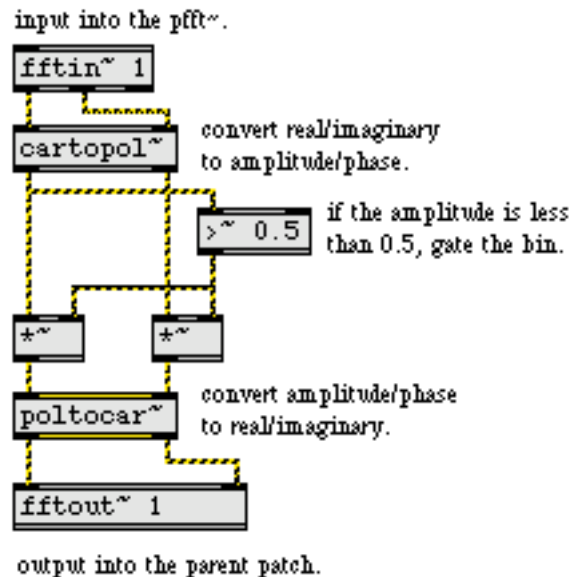 input into the pfft~.
fftin~ 1
convert real/imaginary
cartopol~
to amplitude/phase.
if the amplitude is less
>~ 0.5
than 0.5, gate the bin.
*~ *~
convert amplitude/phase
poltocar~
to real/imaginary.
fftout~ 1
output into the parent patch.